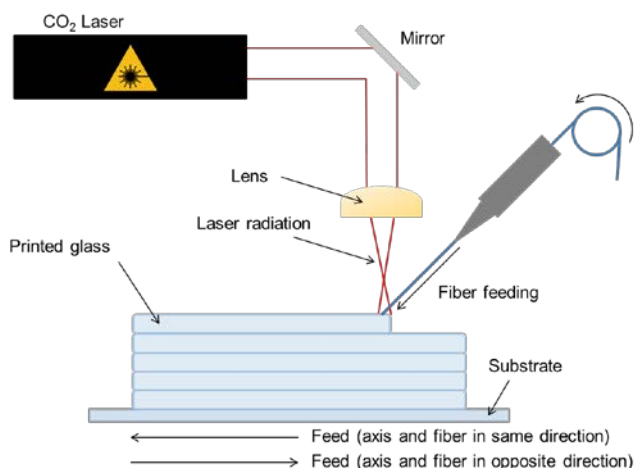 CO₂ Laser
Mirror
Lens
Laser radiation
Printed glass
Fiber feeding
Substrate
Feed (axis and fiber in same direction)
Feed (axis and fiber in opposite direction)